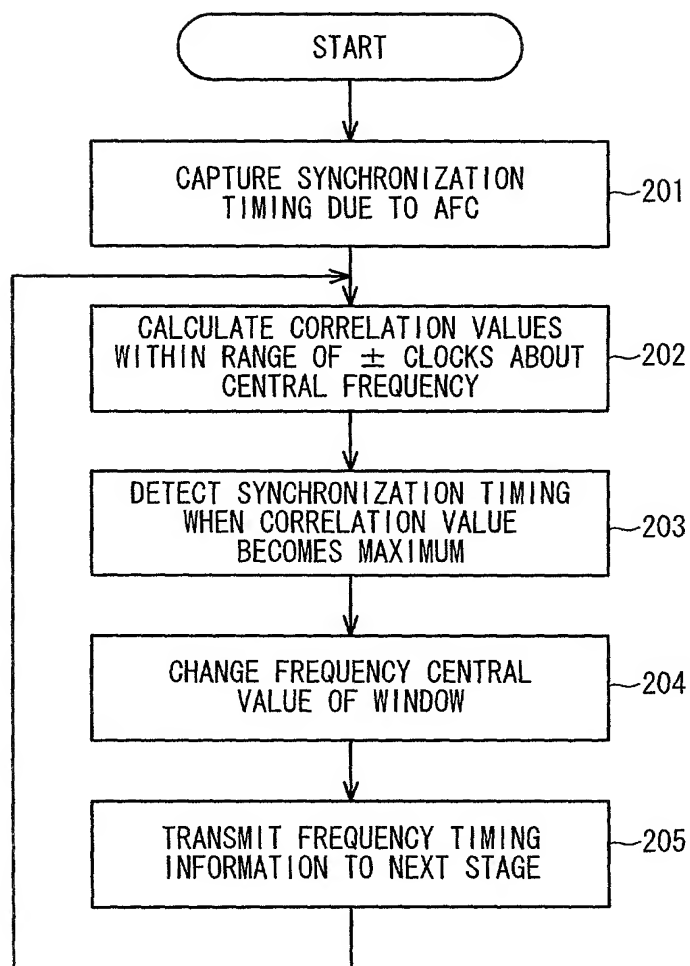 START
CAPTURE SYNCHRONIZATION
TIMING DUE TO AFC
201
CALCULATE CORRELATION VALUES
WITHIN RANGE OF ± CLOCKS ABOUT
CENTRAL FREQUENCY
202
DETECT SYNCHRONIZATION TIMING
WHEN CORRELATION VALUE
BECOMES MAXIMUM
203
CHANGE FREQUENCY CENTRAL
VALUE OF WINDOW
204
TRANSMIT FREQUENCY TIMING
INFORMATION TO NEXT STAGE
205